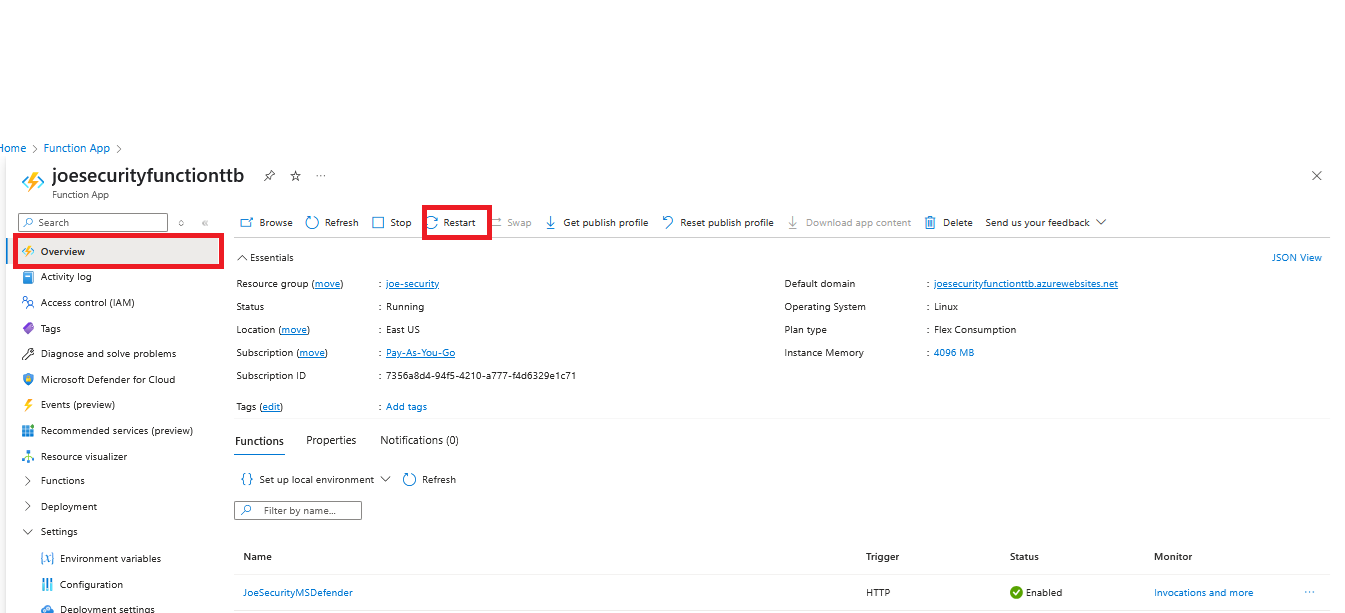 Home > Function App >
joesecurityfunctionttb
Function App
Search
Browse Refresh Stop Restart Swap Get publish profile Reset publish profile Download app content Delete Send us your feedback
Overview
Activity log
Access control (IAM)
Tags
Diagnose and solve problems
Microsoft Defender for Cloud
Events (preview)
Recommended services (preview)
Resource visualizer
Functions
Deployment
Settings
Environment variables
Configuration
Deployment settings
Essentials
JSON View
Resource group (move) : joe-security
Status : Running
Location (move) : East US
Subscription (move) : Pay-As-You-Go
Subscription ID : 7356a8d4-94f5-4210-a777-f4d6329e1c71
Tags (edit) : Add tags
Default domain : joesecurityfunctionttb.azurewebsites.net
Operating System : Linux
Plan type : Flex Consumption
Instance Memory : 4096 MB
Functions Properties Notifications (0)
Set up local environment Refresh
Filter by name...
Name Trigger Status Monitor
JoeSecurityMSDefender HTTP Enabled Invocations and more